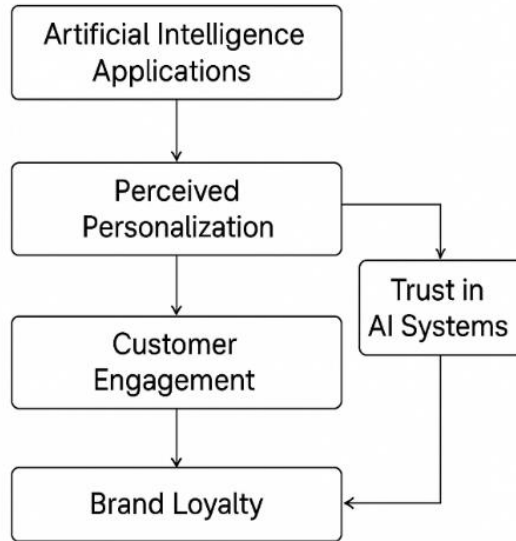 Artificial Intelligence
Applications
Perceived
Personalization
Trust in
AI Systems
Customer
Engagement
Brand Loyalty